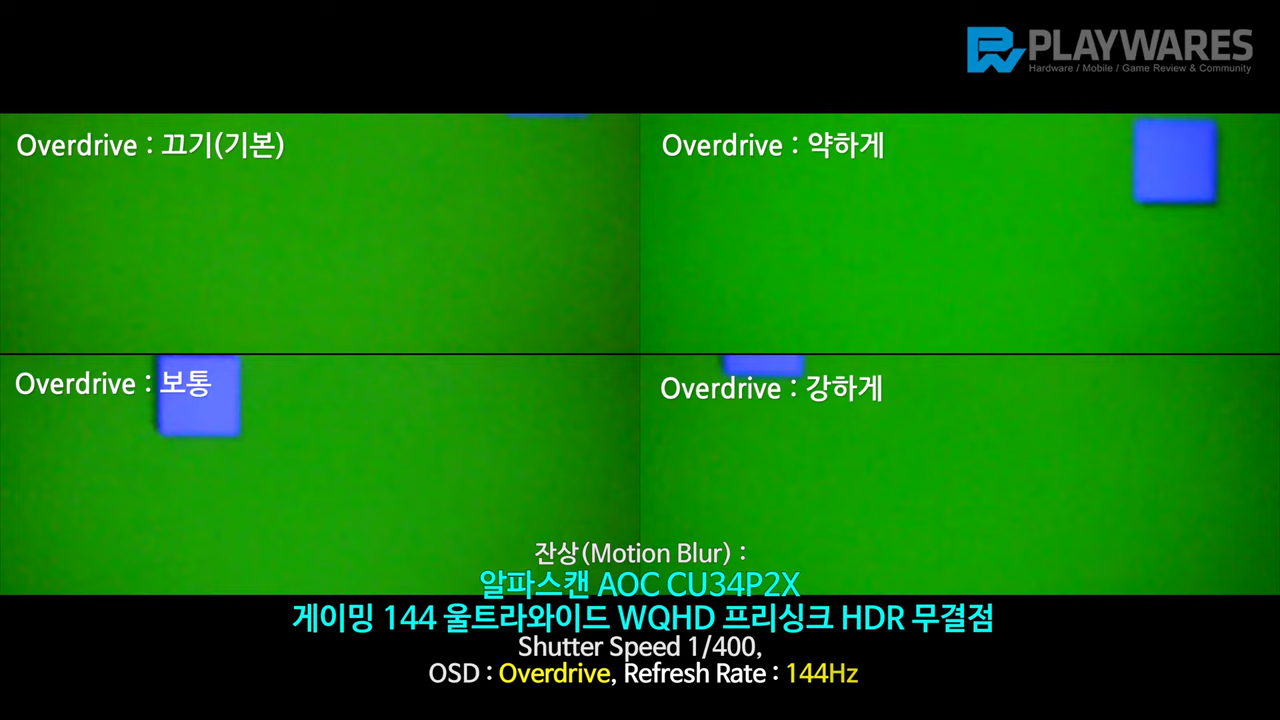 PLAYWARES
Hardware / Mobile / Game Review & Community
Overdrive : 끄기(기본)
Overdrive : 약하게
Overdrive : 보통
Overdrive : 강하게
잔상(Motion Blur) :
알파스캔 AOC CU34P2X
게이밍 144 울트라와이드 WQHD 프리싱크 HDR 무결점
Shutter Speed 1/400,
OSD : Overdrive, Refresh Rate : 144Hz